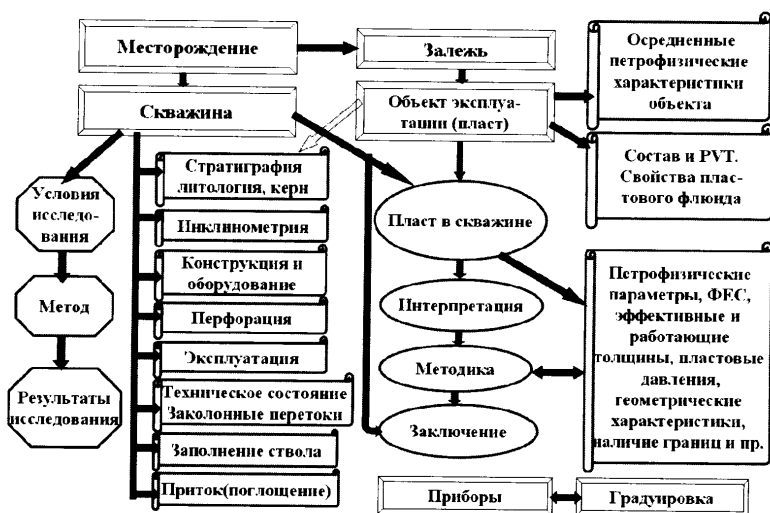 Месторождение
Залежь
Осредненные
петрофизические
характеристики
объекта
Скважина
Объект эксплуа-
тации (пласт)
Состав и PVT.
Свойства плас-
тового флюида
Условия
исследо-
вания
Метод
Результаты
исследования
Стратиграфия
литология, керн
Инклинометрия
Конструкция и
оборудование
Перфорация
Эксплуатация
Техническое состояние
Заколонные перетоки
Заполнение ствола
Приток(поглощение)
Пласт в скважине
Интерпретация
Методика
Заключение
Петрофизические
параметры, ФЕС,
эффективные и
работающие
толщины, пластовые
давления,
геометрические
характеристики,
наличие границ и пр.
Приборы
Градуировка